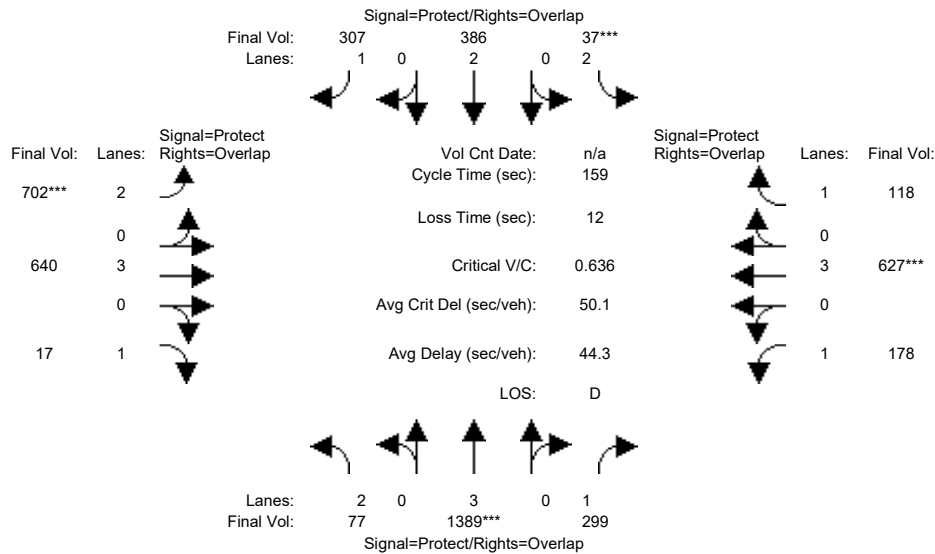 Signal=Protect/Rights=Overlap
Final Vol: 307 386 37***
Lanes: 1 0 2 0 2
Signal=Protect
Final Vol: Lanes: Rights=Overlap
Vol Cnt Date: n/a
Signal=Protect
Rights=Overlap Lanes: Final Vol:
Cycle Time (sec): 159
702*** 2
1 118
Loss Time (sec): 12
0
0
640 3
Critical V/C: 0.636
3 627***
0
Avg Crit Del (sec/veh): 50.1
0
17 1
Avg Delay (sec/veh): 44.3
1 178
LOS: D
Lanes: 2 0 3 0 1
Final Vol: 77 1389*** 299
Signal=Protect/Rights=Overlap